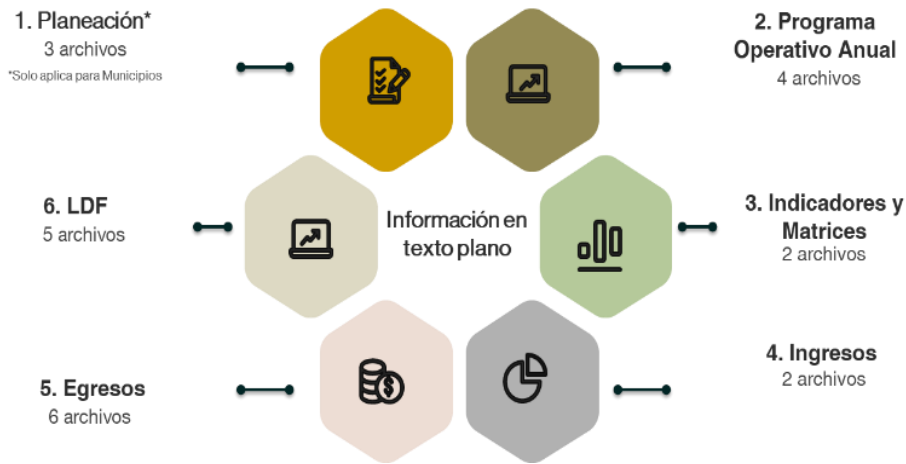 1. Planeación*
3 archivos
*Solo aplica para Municipios
2. Programa
Operativo Anual
4 archivos
6. LDF
5 archivos
Información en
texto plano
3. Indicadores y
Matrices
2 archivos
5. Egresos
6 archivos
4. Ingresos
2 archivos